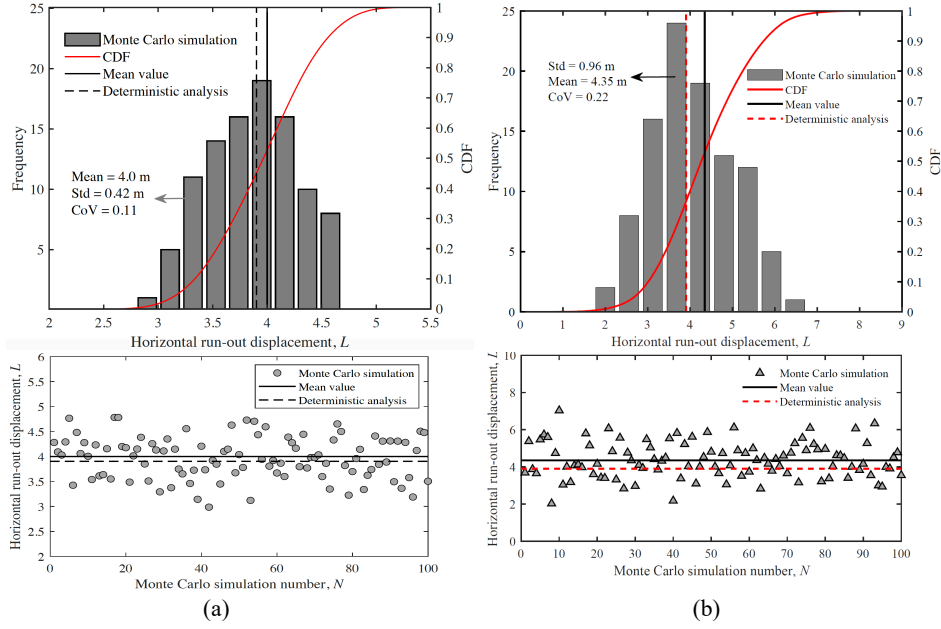 25
20
15
10
5
Frequency
Monte Carlo simulation
CDF
Mean value
Deterministic analysis
Mean = 4.0 m
Std = 0.42 m
CoV = 0.11
1
0.9
0.8
0.7
0.6
0.5
0.4
0.3
0.2
0.1
0
CDF
2 2.5 3 3.5 4 4.5 5 5.5
Horizontal run-out displacement, L
25
20
15
10
5
0
Frequency
Std = 0.96 m
Mean = 4.35 m
CoV = 0.22
Monte Carlo simulation
CDF
Mean value
Deterministic analysis
1
0.9
0.8
0.7
0.6
0.5
0.4
0.3
0.2
0.1
0
CDF
0 1 2 3 4 5 6 7 8 9
Horizontal run-out displacement, L
6
5.5
5
4.5
4
3.5
3
2.5
2
Horizontal run-out displacement, L
Monte Carlo simulation
Mean value
Deterministic analysis
0 20 40 60 80 100
Monte Carlo simulation number, N
(a)
10
8
6
4
2
0
Horizontal run-out displacement, L
Monte Carlo simulation
Mean value
Deterministic analysis
0 10 20 30 40 50 60 70 80 90 100
Monte Carlo simulation number, N
(b)